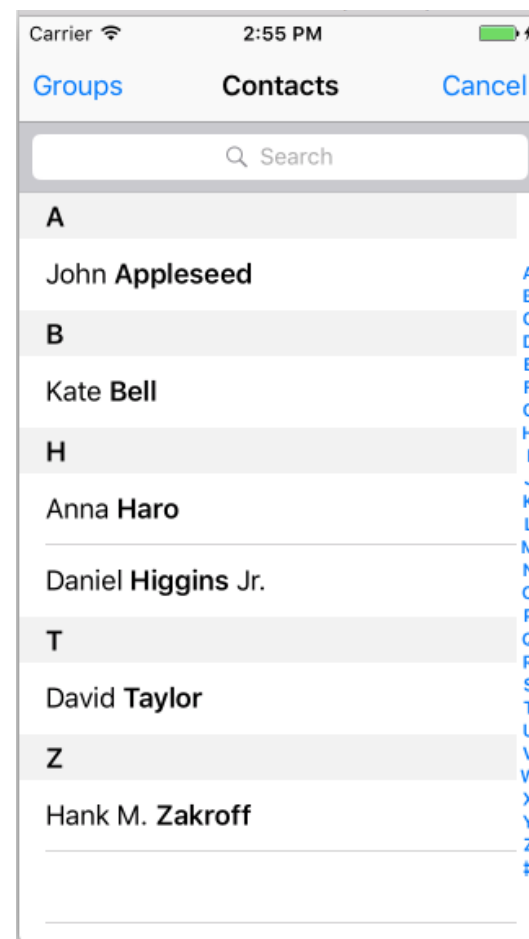 Carrier 2:55 PM
Groups Contacts Cancel
Search
A
John Appleseed
B
Kate Bell
H
Anna Haro
Daniel Higgins Jr.
T
David Taylor
Z
Hank M. Zakroff